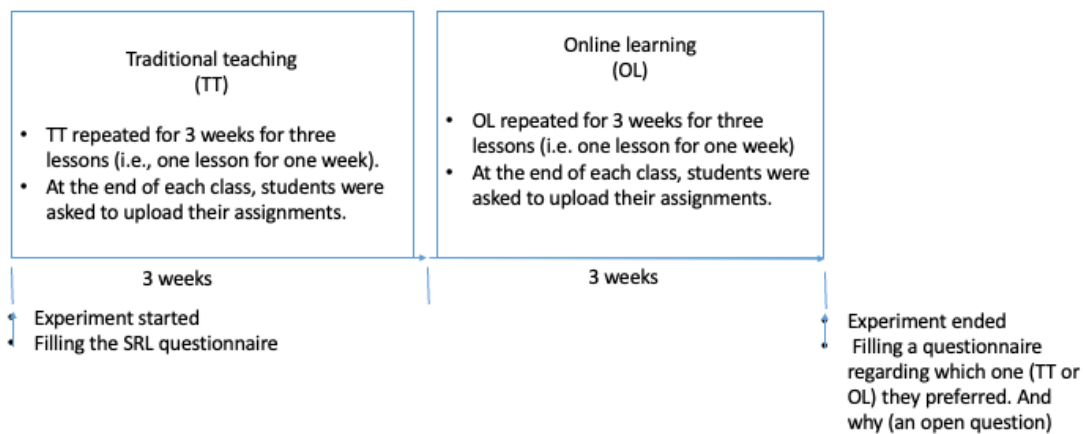 Traditional teaching
(TT)
• TT repeated for 3 weeks for three
lessons (i.e., one lesson for one week).
• At the end of each class, students were
asked to upload their assignments.
Online learning
(OL)
• OL repeated for 3 weeks for three
lessons (i.e. one lesson for one week)
• At the end of each class, students were
asked to upload their assignments.
3 weeks
3 weeks
• Experiment started
• Filling the SRL questionnaire
• Experiment ended
• Filling a questionnaire
regarding which one (TT or
OL) they preferred. And
why (an open question)